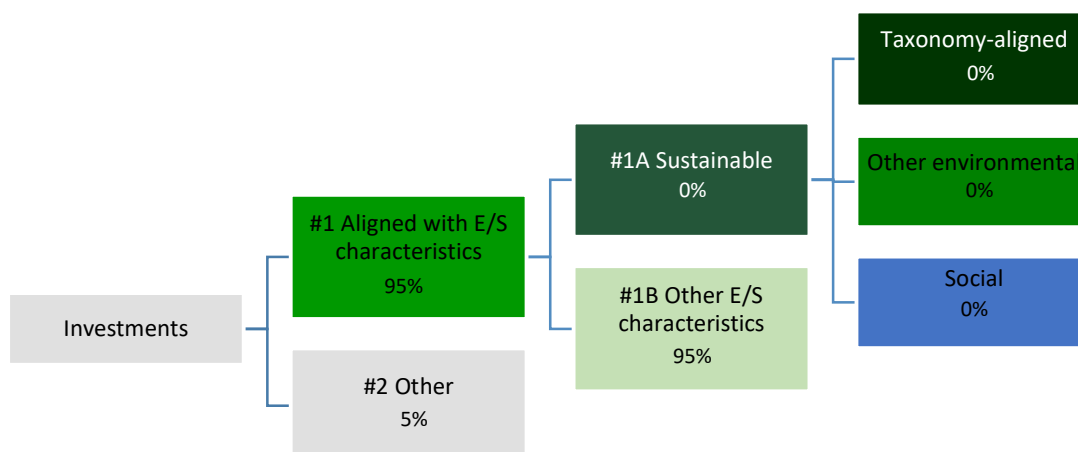 Investments
#1 Aligned with E/S
characteristics
95%
#2 Other
5%
#1A Sustainable
0%
#1B Other E/S
characteristics
95%
Taxonomy-aligned
0%
Other environmenta
0%
Social
0%